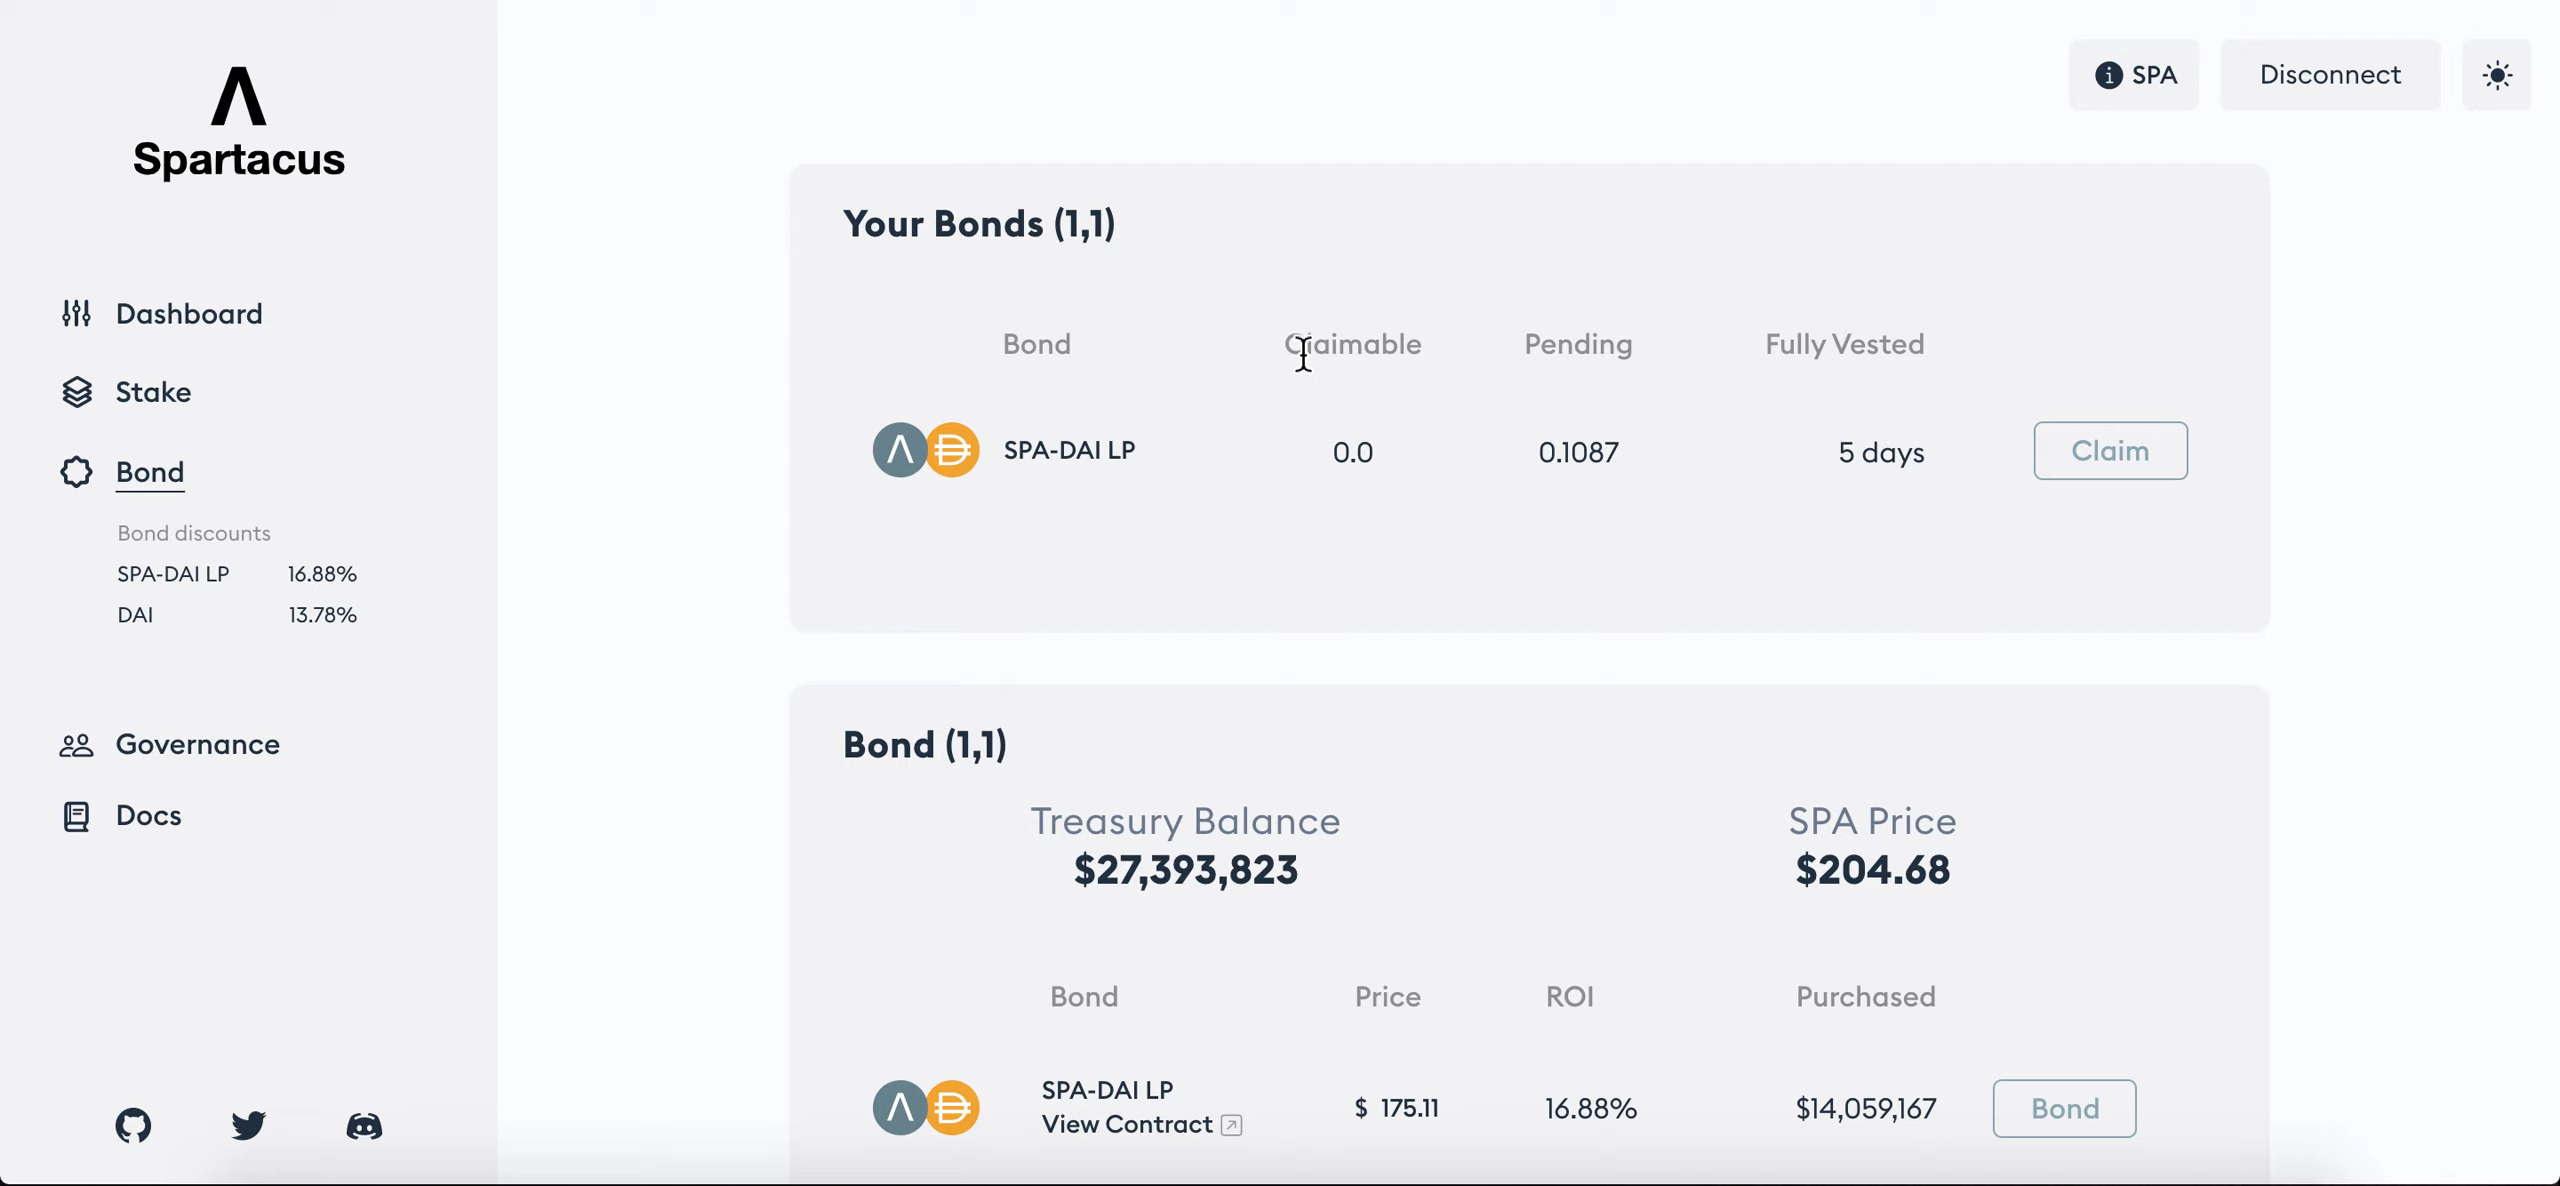 Spartacus
Dashboard
Stake
Bond
Bond discounts
SPA-DAI LP 16.88%
DAI 13.78%
Governance
Docs
SPA
Disconnect
Your Bonds (1,1)
Bond Claimable Pending Fully Vested
SPA-DAI LP 0.0 0.1087 5 days Claim
Bond (1,1)
Treasury Balance SPA Price
$27,393,823 $204.68
Bond Price ROI Purchased
SPA-DAI LP
View Contract
$ 175.11 16.88% $14,059,167 Bond